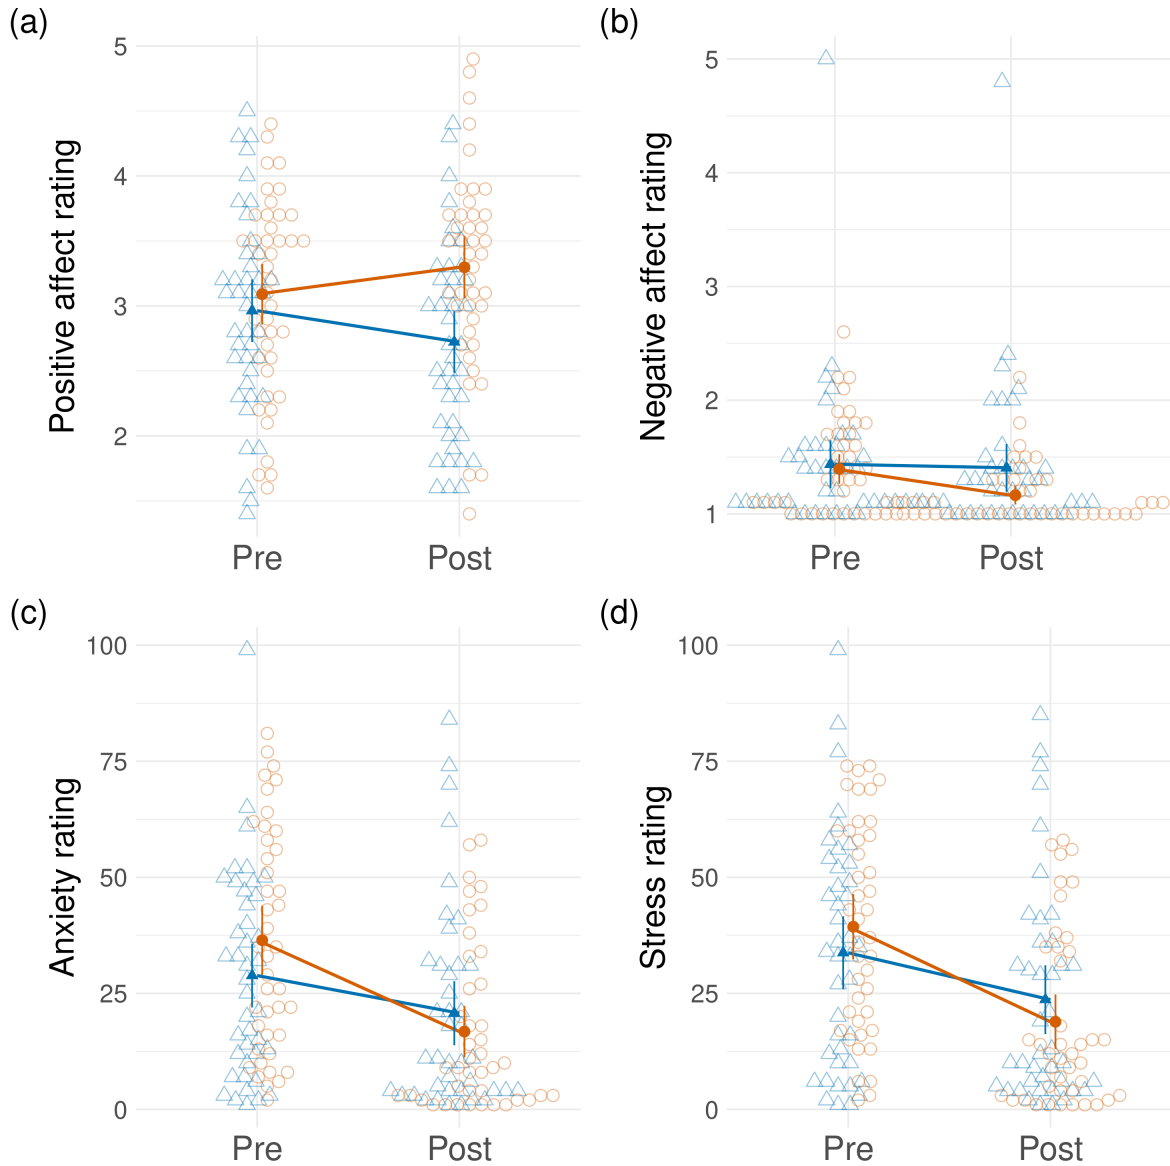 (a)
Positive affect rating
5
4
3
2
Pre
Post
(b)
Negative affect rating
5
4
3
2
1
Pre
Post
(c)
Anxiety rating
100
75
50
25
0
Pre
Post
(d)
Stress rating
100
75
50
25
0
Pre
Post